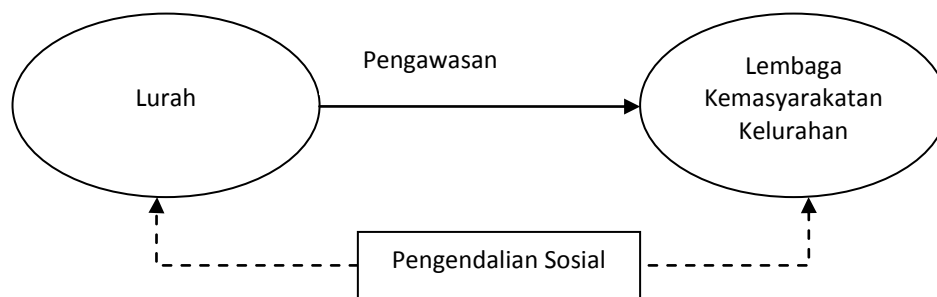 Pengawasan
Lurah
Lembaga
Kemasyarakatan
Kelurahan
Pengendalian Sosial